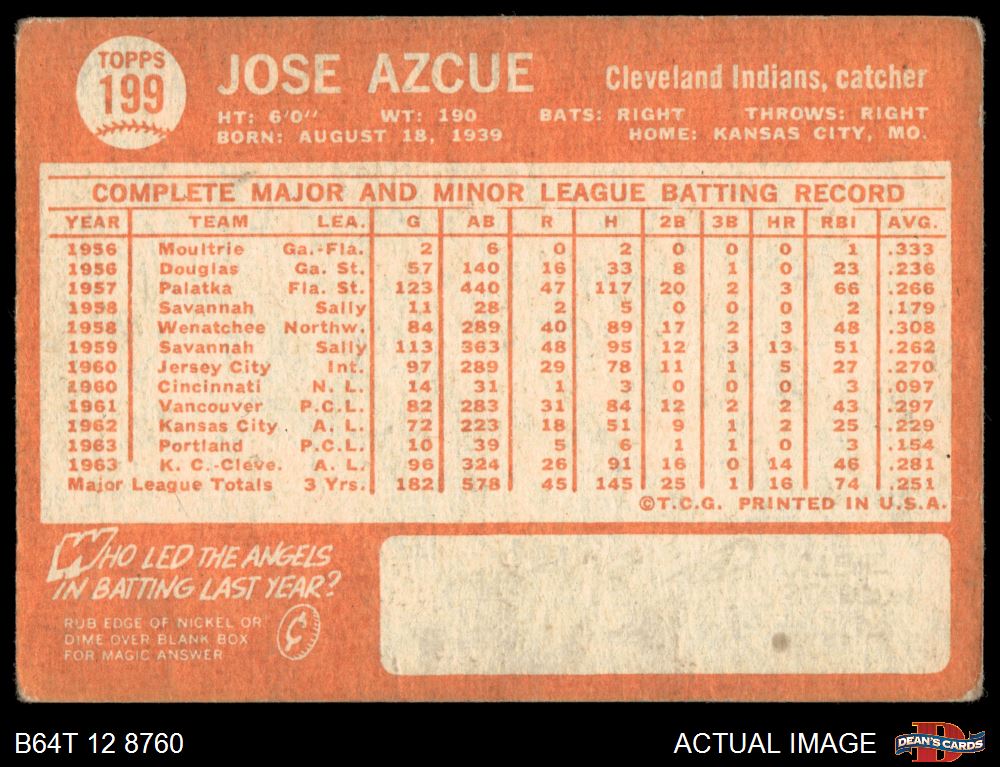 TOPPS
199
JOSE AZCUE
Cleveland Indians, catcher
HT: 6'0" WT: 190 BATS: RIGHT THROWS: RIGHT
BORN: AUGUST 18, 1939 HOME: KANSAS CITY, MO.
COMPLETE MAJOR AND MINOR LEAGUE BATTING RECORD
YEAR TEAM LEA. G AB R H 2B 3B HR RBI AVG.
1956 Moultrie Ga.-Fla. 2 6 0 2 0 0 0 1 .333
1956 Douglas Ga. St. 57 140 16 33 8 1 0 23 .236
1957 Palatka Fla. St. 123 440 47 117 20 2 3 66 .266
1958 Savannah Sally 11 28 2 5 0 0 0 2 .179
1958 Wenatchee Northw. 84 289 40 89 17 2 3 48 .308
1959 Savannah Sally 113 363 48 95 12 3 13 51 .262
1960 Jersey City Int. 97 289 29 78 11 1 5 27 .270
1960 Cincinnati N. L. 14 31 1 3 0 0 0 3 .097
1961 Vancouver P.C.L. 82 283 31 84 12 2 2 43 .297
1962 Kansas City A. L. 72 223 18 51 9 1 2 25 .229
1963 Portland P.C.L. 10 39 5 6 1 1 0 3 .154
1963 K. C.-Cleve. A. L. 96 324 26 91 16 0 14 46 .281
Major League Totals 3 Yrs. 182 578 45 145 25 1 16 74 .251
©T.C.G. PRINTED IN U.S.A.
WHO LED THE ANGELS
IN BATTING LAST YEAR?
RUB EDGE OF NICKEL OR
DIME OVER BLANK BOX
FOR MAGIC ANSWER
B64T 12 8760
ACTUAL IMAGE
DEAN'S CARDS